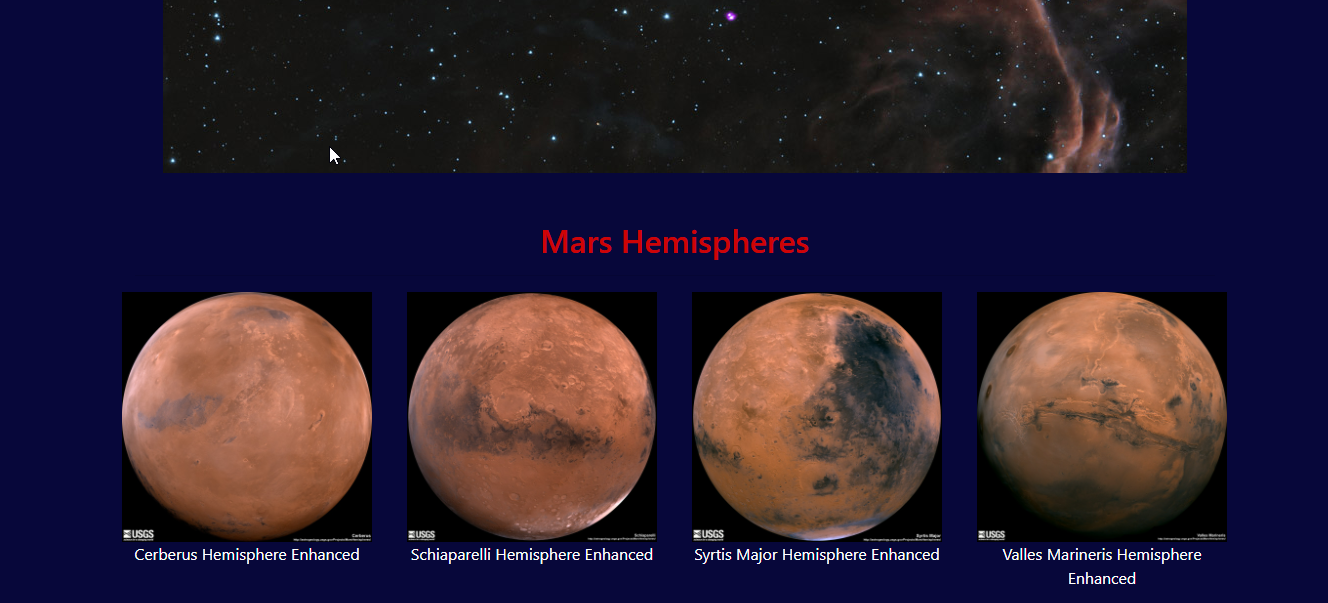 Mars Hemispheres
USGS
Cerberus
USGS
Schiaparelli
USGS
Syrtis Major
USGS
Valles Marineris
Cerberus Hemisphere Enhanced
Schiaparelli Hemisphere Enhanced
Syrtis Major Hemisphere Enhanced
Valles Marineris Hemisphere
Enhanced